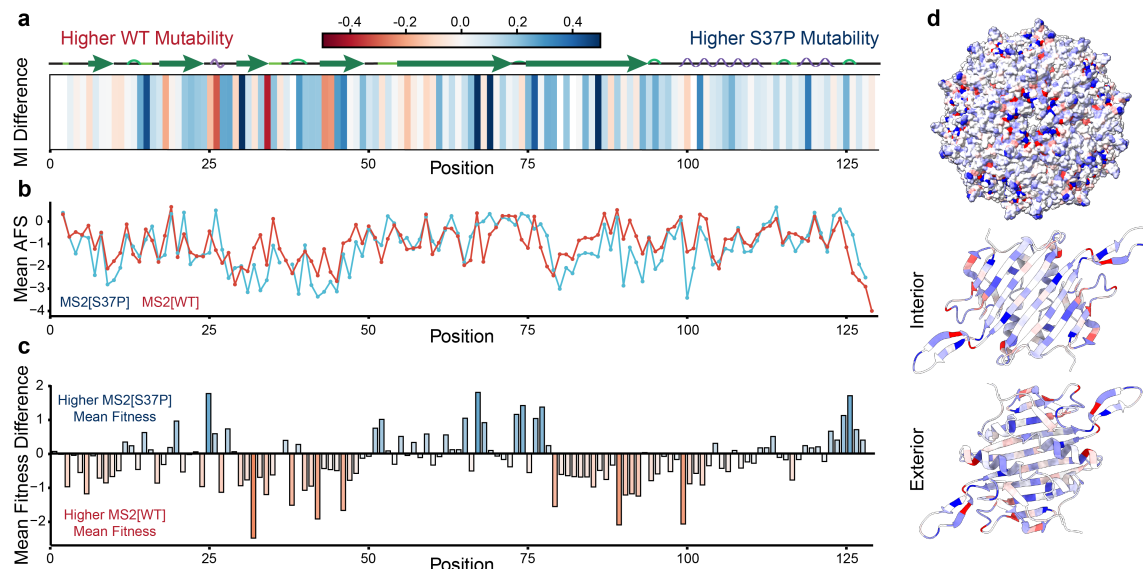 a
-0.4 -0.2 0.0 0.2 0.4
Higher WT Mutability
Higher S37P Mutability
MI Difference
0 25 50 75 100 125
Position
b
Mean AFS
0
−1
−2
−3
−4
MS2[S37P] MS2[WT]
0 25 50 75 100 125
Position
c
Mean Fitness Difference
2
1
0
−1
−2
Higher MS2[S37P]
Mean Fitness
Higher MS2[WT]
Mean Fitness
0 25 50 75 100 125
Position
d
Interior
Exterior